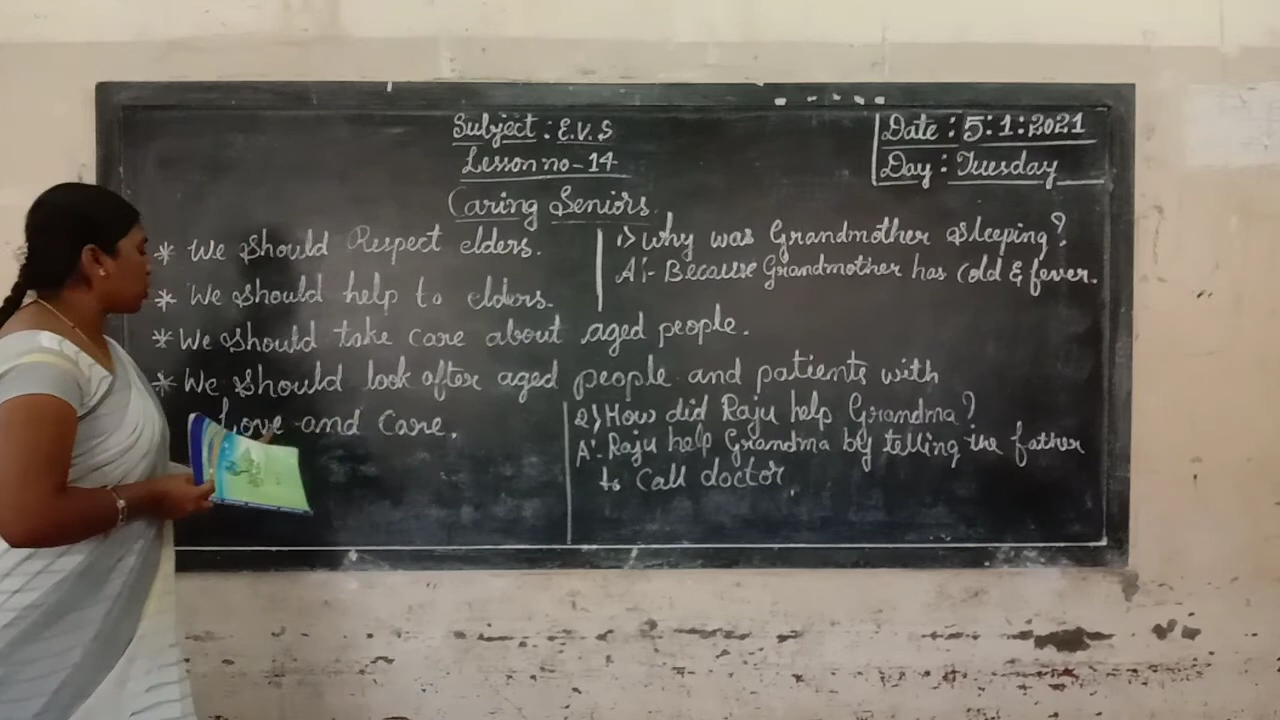 Subject : E.V.S
Lesson no - 14
Date : 5:1:2021
Day : Tuesday
Caring Seniors.
* We Should Respect elders.
* We Should help to elders.
* We Should take care about aged people.
* We Should look after aged people and patients with
Love and Care.
1) Why was Grandmother Sleeping?
A:- Because Grandmother has Cold & fever.
2) How did Raju help Grandma?
A:- Raju help Grandma by telling the father
to Call doctor.